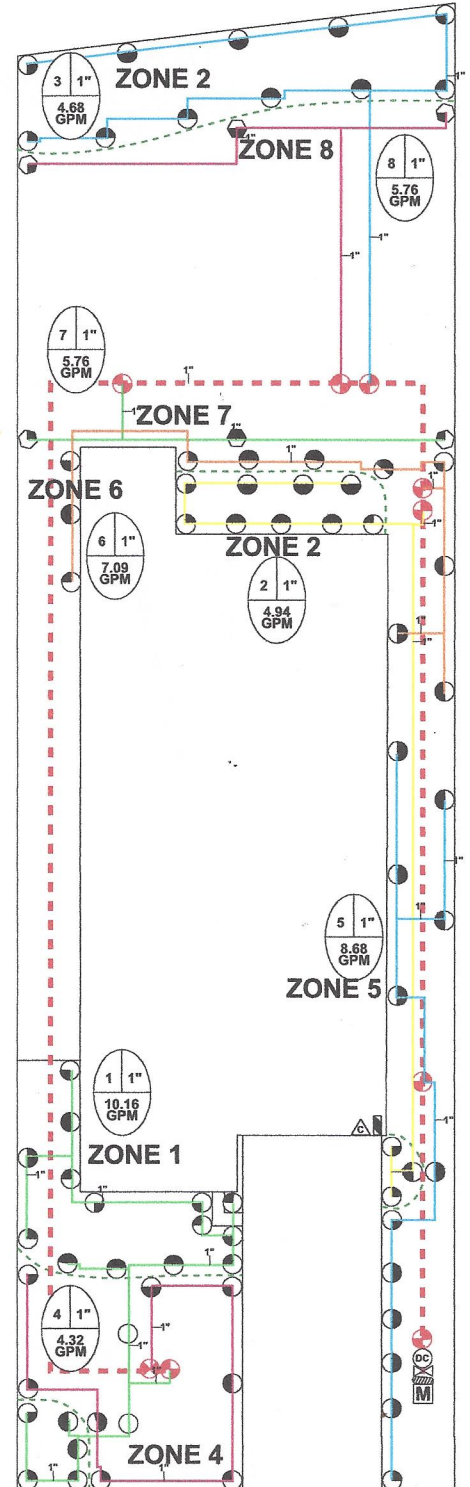 1"
3 1"
ZONE 2
4.68
GPM
1"
ZONE 8
8 1"
5.76
GPM
1"
1"
7 1"
5.76
GPM
1"
1"
ZONE 7
1"
ZONE 6
1"
1"
6 1"
7.09
GPM
ZONE 2
2 1"
4.94
GPM
1"
1"
1"
1"
5 1"
8.68
GPM
ZONE 5
1 1"
10.16
GPM
C
1"
ZONE 1
1"
1"
1"
4 1"
4.32
GPM
1"
1"
DC
M
ZONE 4
1"
1"